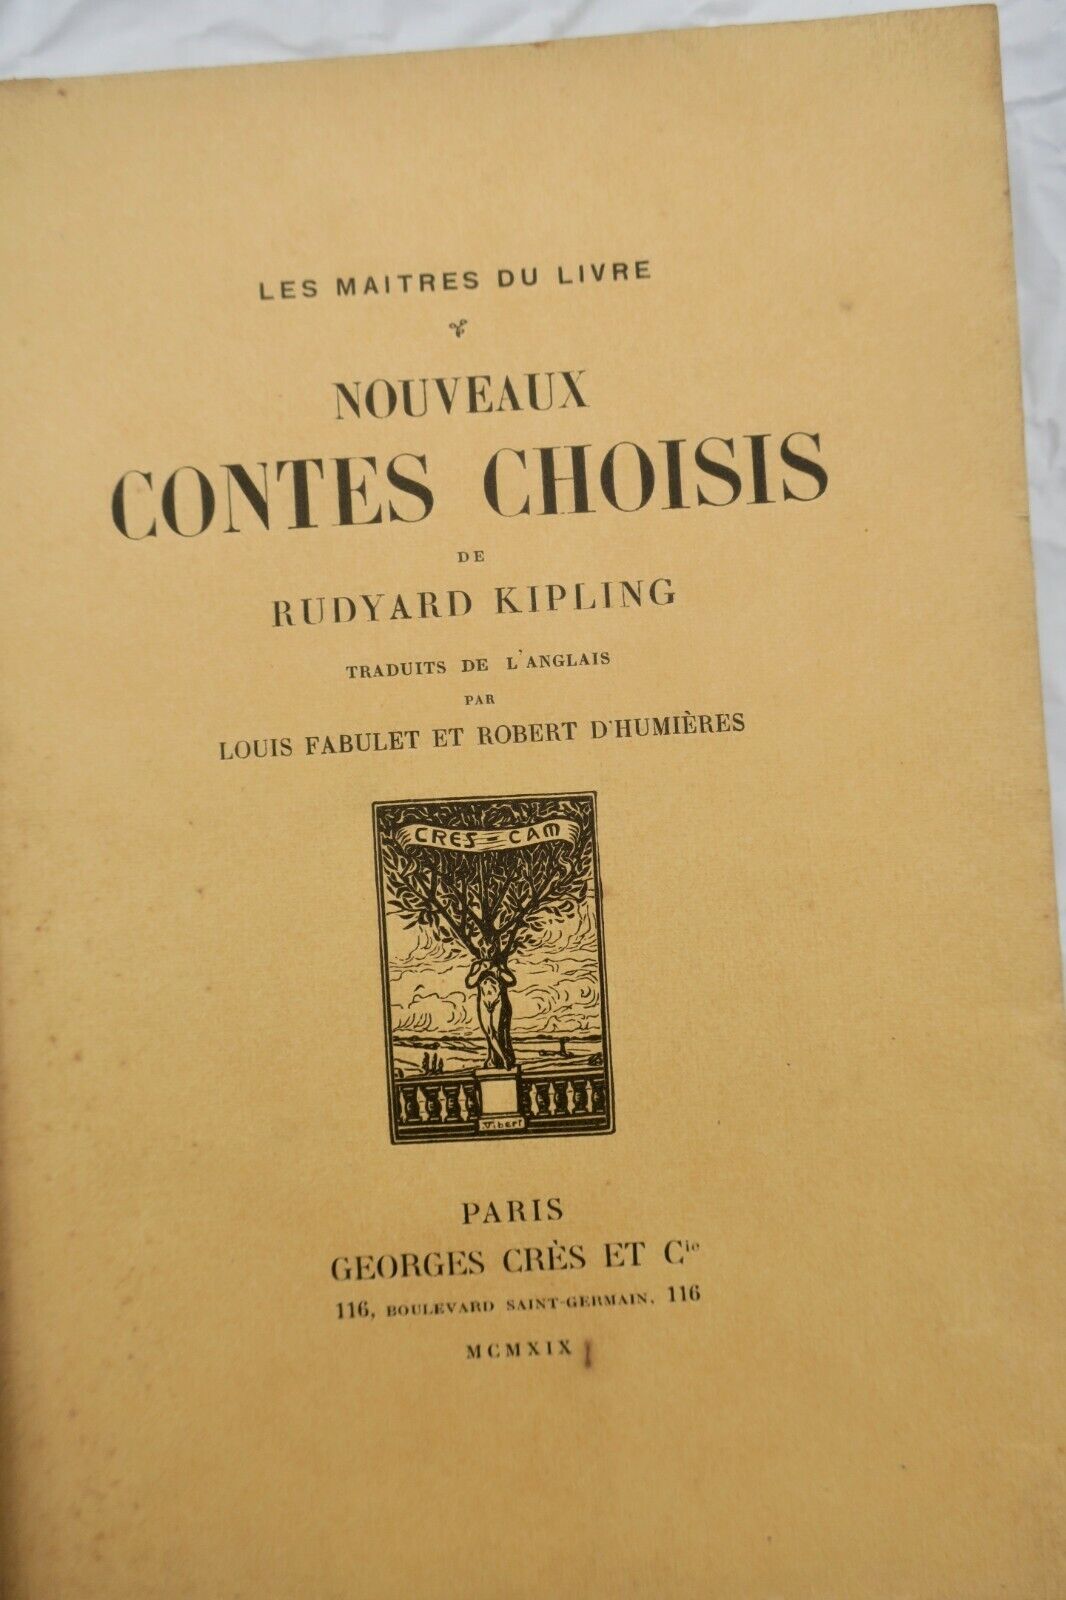 LES MAITRES DU LIVRE
NOUVEAUX
CONTES CHOISIS
DE
RUDYARD KIPLING
TRADUITS DE L'ANGLAIS
PAR
LOUIS FABULET ET ROBERT D'HUMIÈRES
CRES-CAM
Vibert
PARIS
GEORGES CRÈS ET Cie
116, BOULEVARD SAINT-GERMAIN, 116
MCMXIX